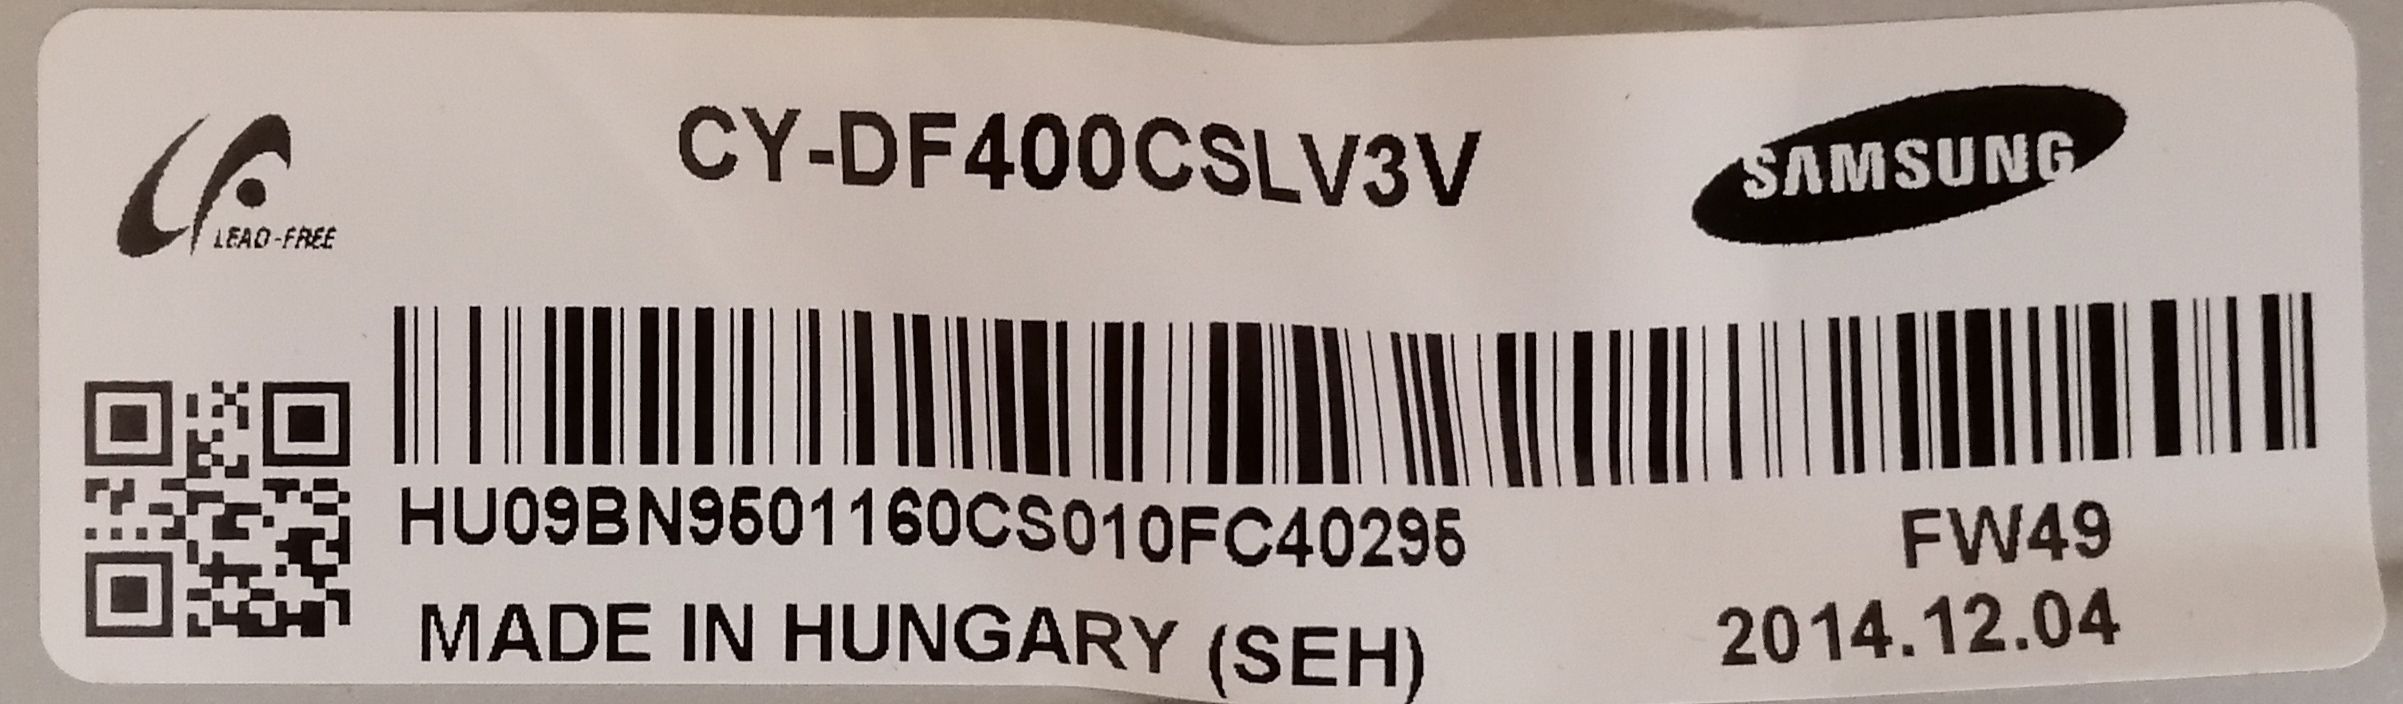 CY-DF400CSLV3V
SAMSUNG
LEAD-FREE
HU09BN9501160CS010FC40295
FW49
MADE IN HUNGARY (SEH)
2014.12.04